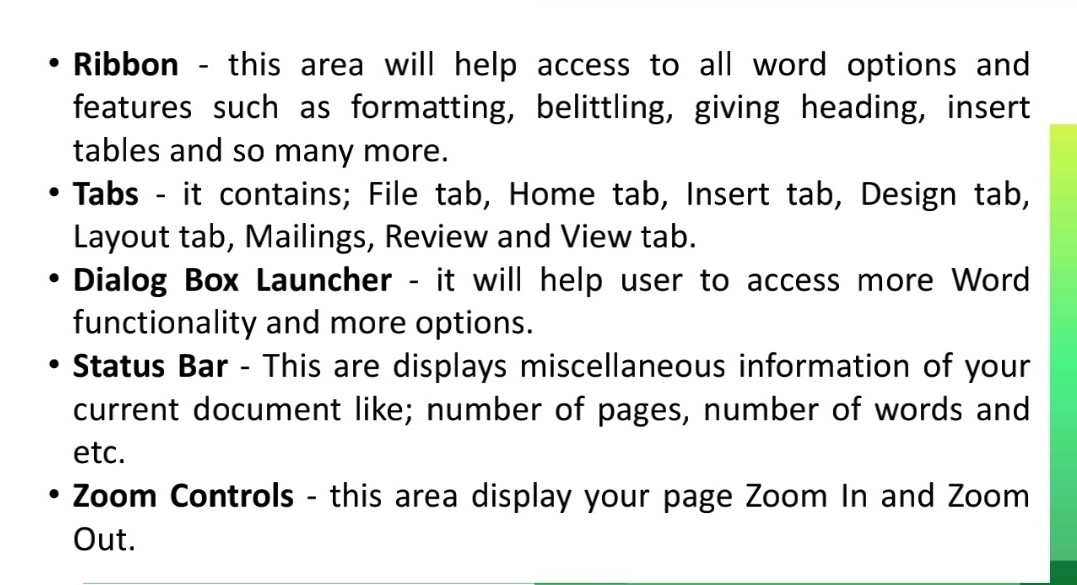 • Ribbon - this area will help access to all word options and
features such as formatting, belittling, giving heading, insert
tables and so many more.
• Tabs - it contains; File tab, Home tab, Insert tab, Design tab,
Layout tab, Mailings, Review and View tab.
• Dialog Box Launcher - it will help user to access more Word
functionality and more options.
• Status Bar - This are displays miscellaneous information of your
current document like; number of pages, number of words and
etc.
• Zoom Controls - this area display your page Zoom In and Zoom
Out.